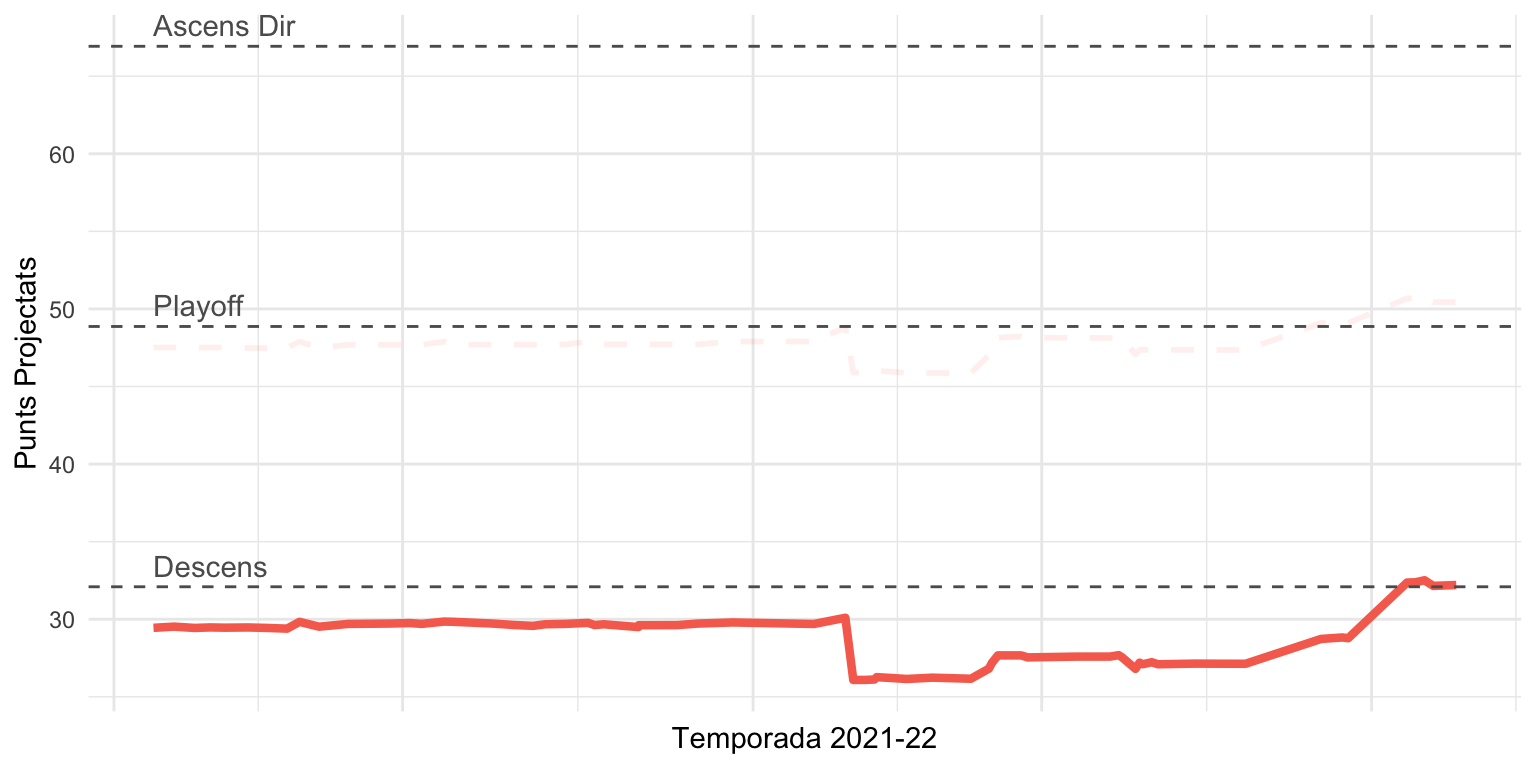 Ascens Dir
60
Playoff
50
40
Descens
30
Punts Projectats
Temporada 2021-22